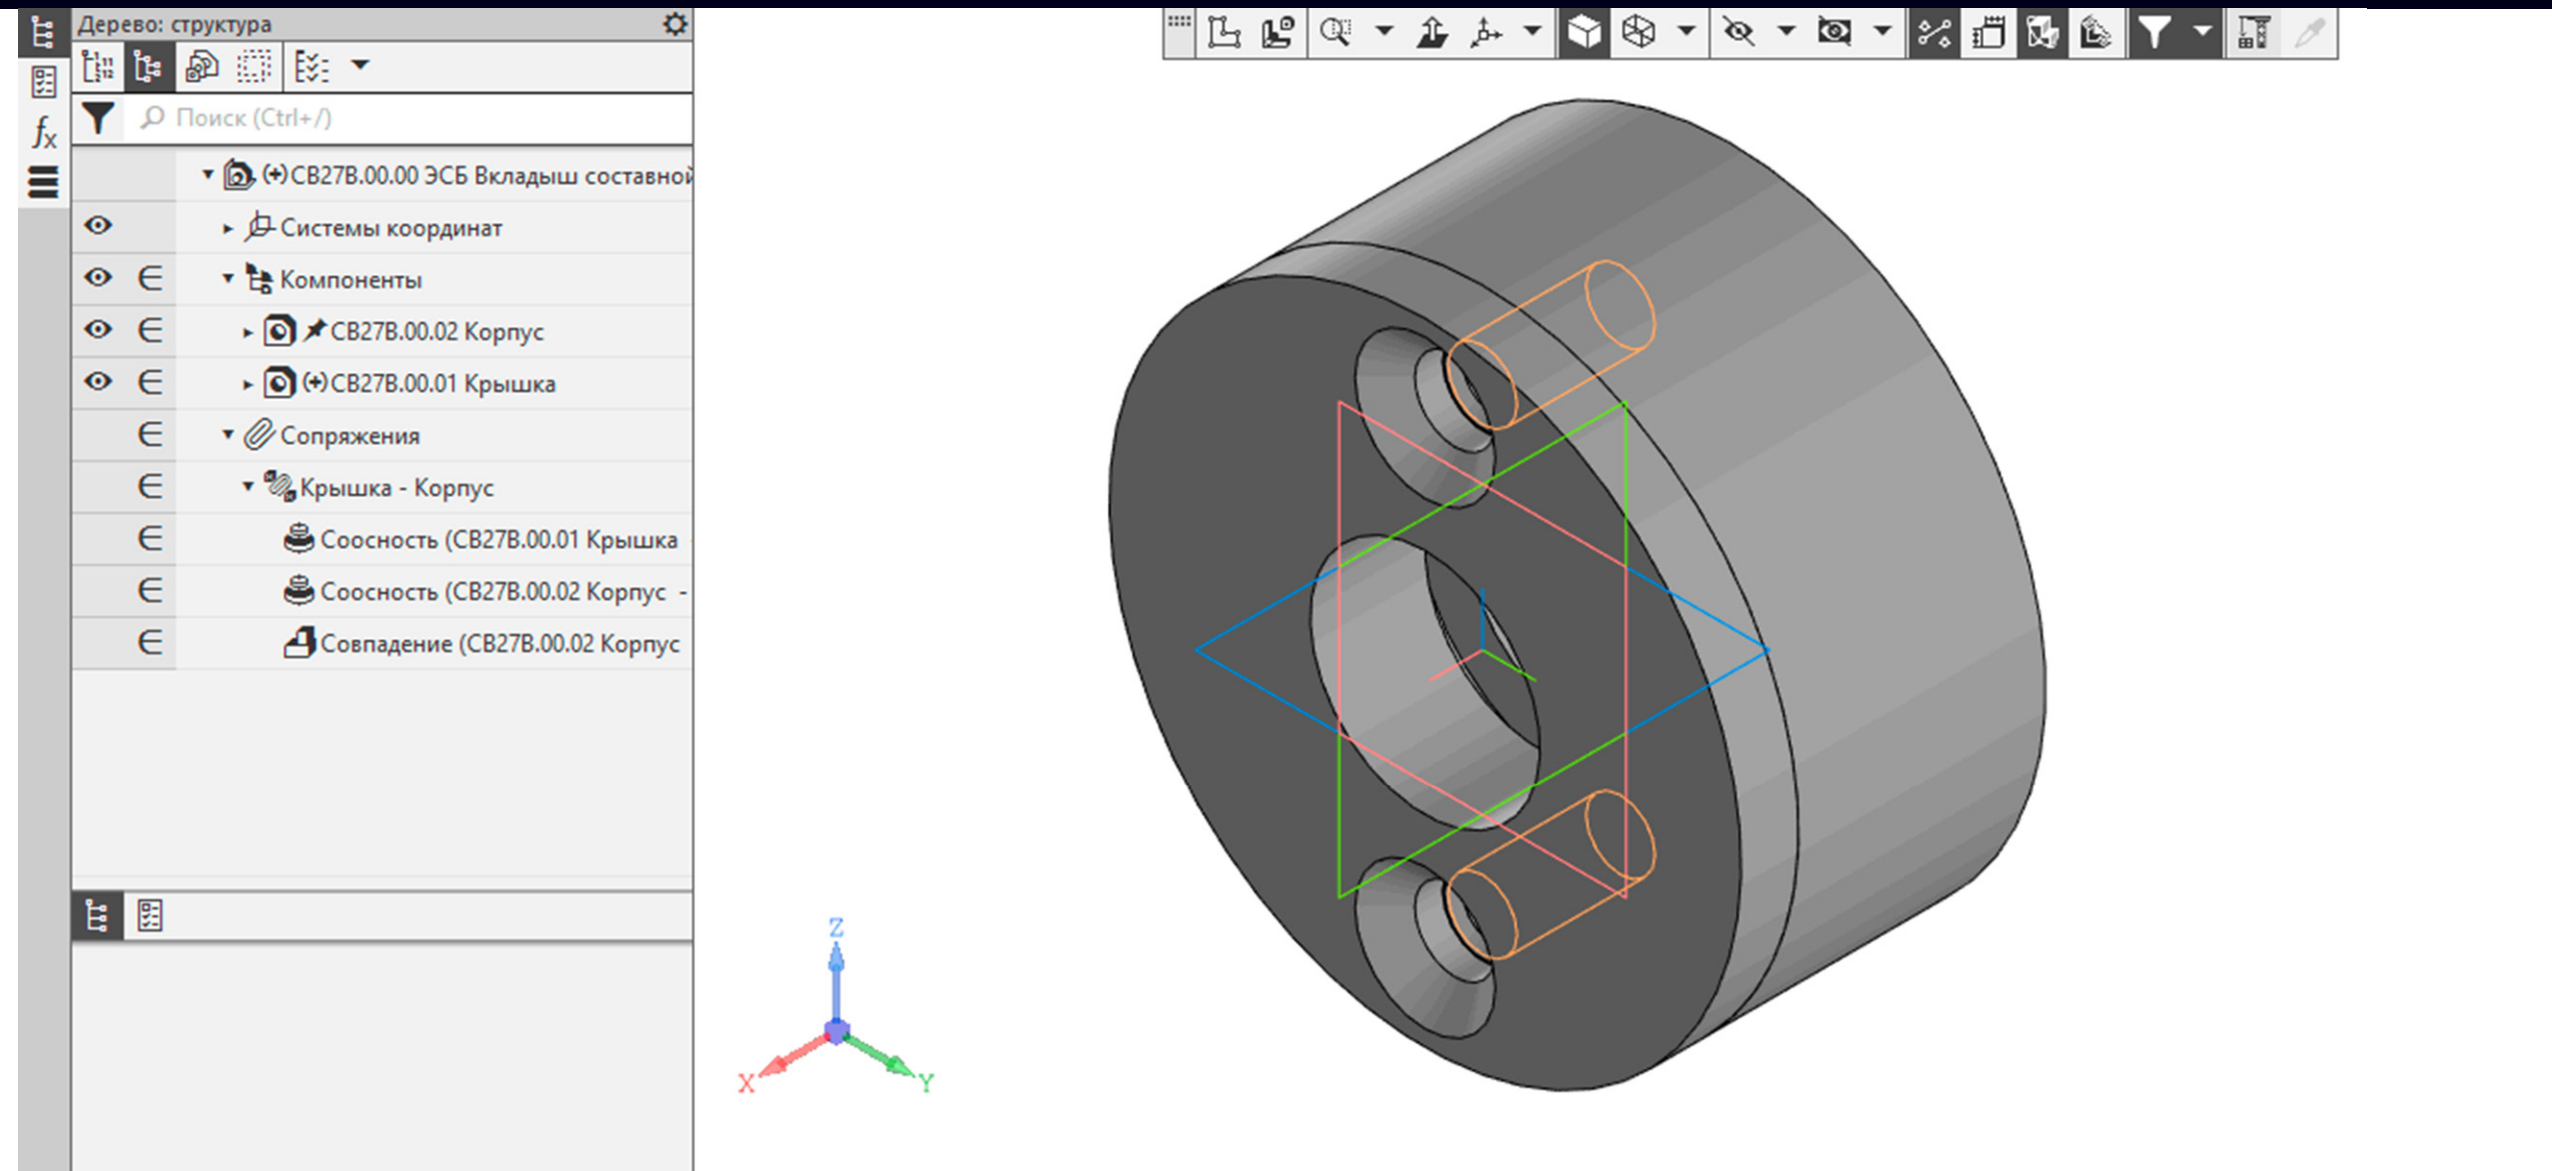 Дерево: структура
Поиск (Ctrl+/)
fx
(+)СВ27В.00.00 ЭСБ Вкладыш составной
Системы координат
Компоненты
СВ27В.00.02 Корпус
(+)СВ27В.00.01 Крышка
Сопряжения
Крышка - Корпус
Соосность (СВ27В.00.01 Крышка -
Соосность (СВ27В.00.02 Корпус -
Совпадение (СВ27В.00.02 Корпус
Z
X
Y